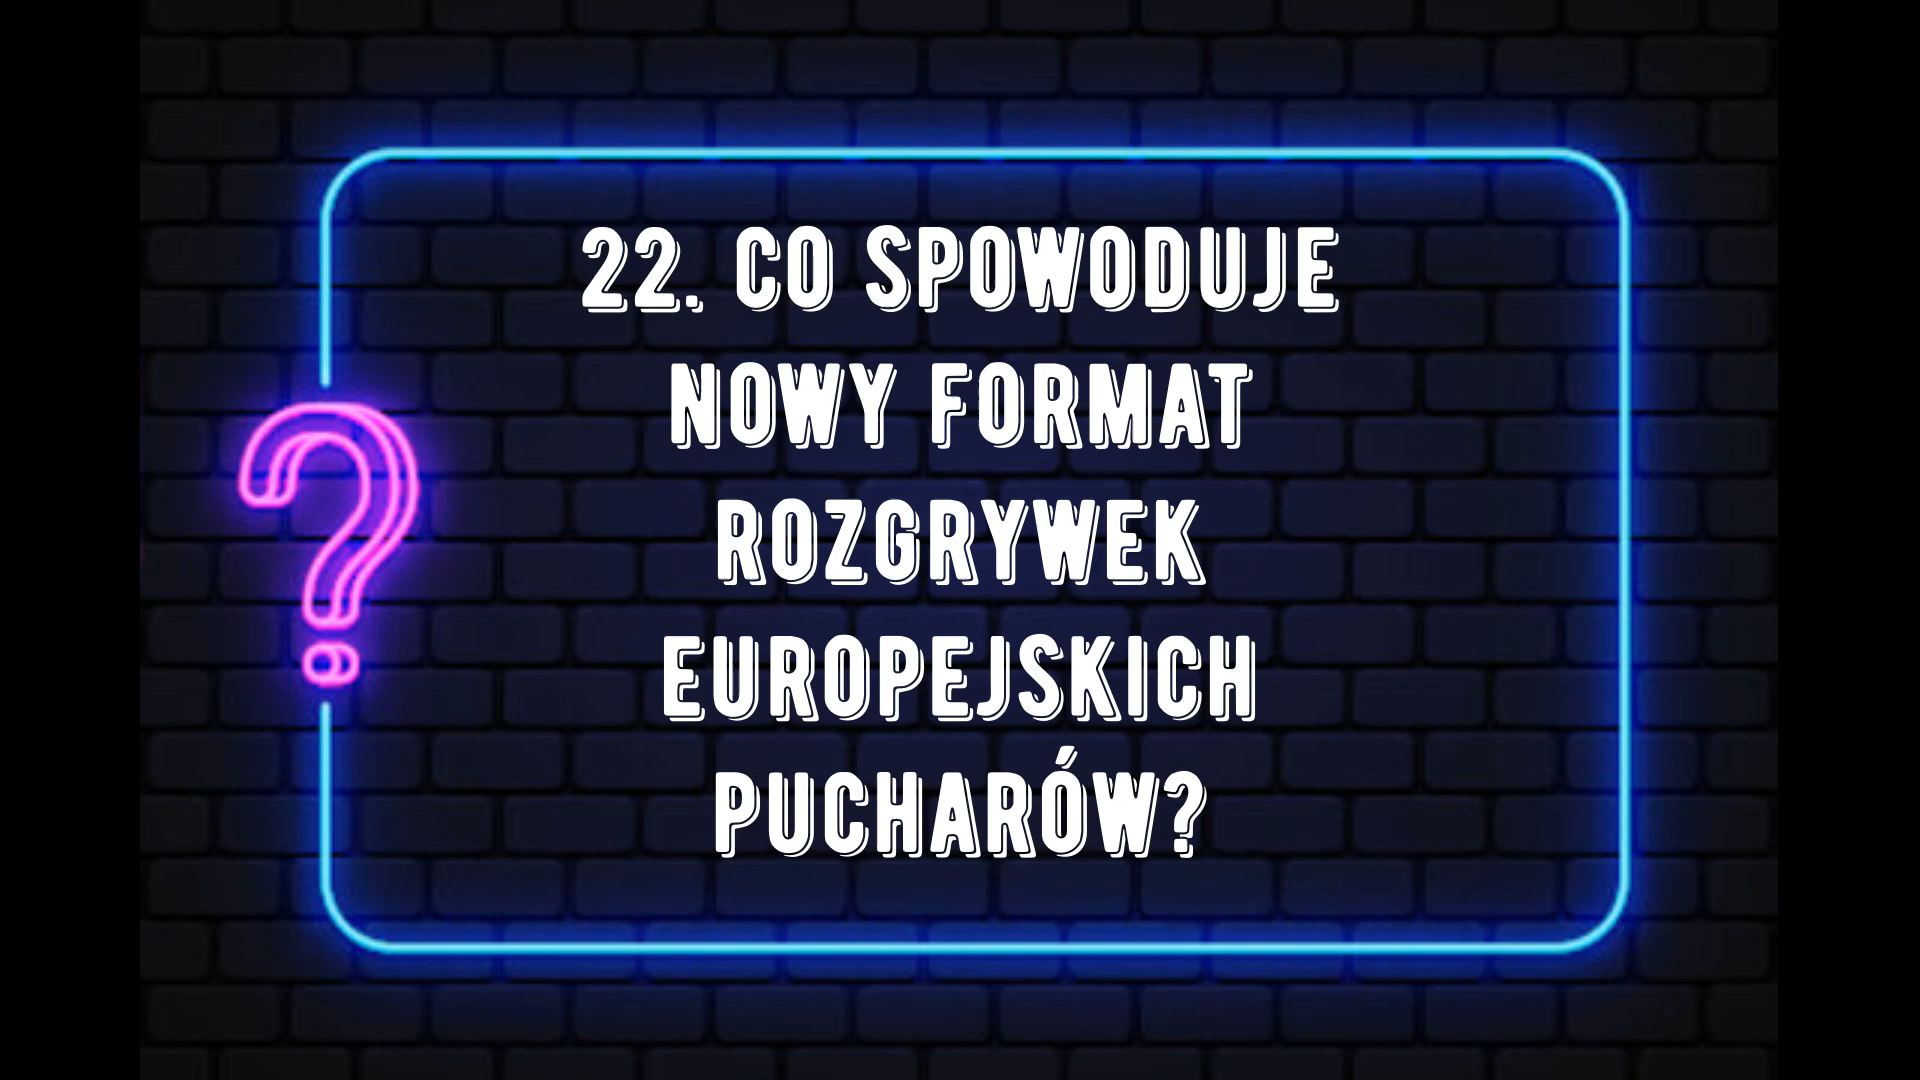 22. CO SPOWODUJE
NOWY FORMAT
ROZGRYWEK
EUROPEJSKICH
PUCHARÓW?